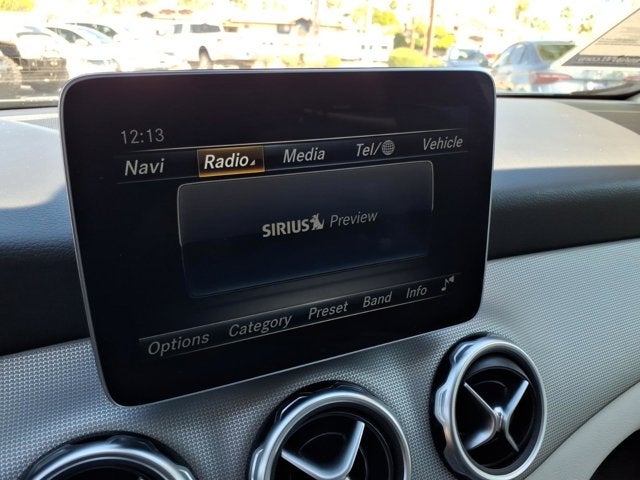 12:13
Navi Radio Media Tel/ Vehicle
SIRIUS Preview
Options Category Preset Band Info